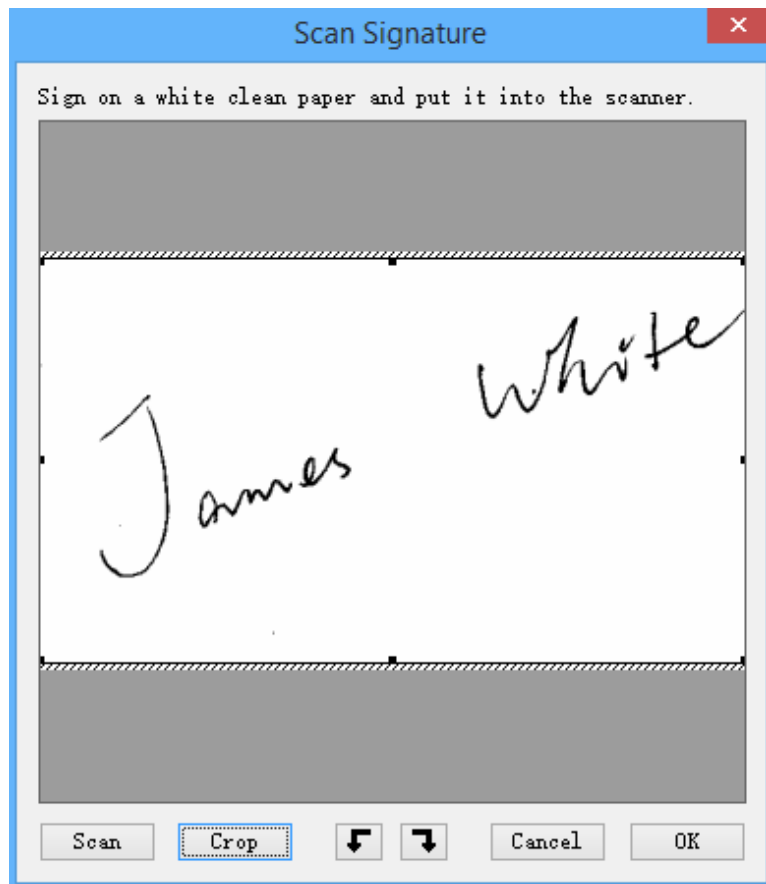 Scan Signature
Sign on a white clean paper and put it into the scanner.
James White
Scan Crop Cancel OK